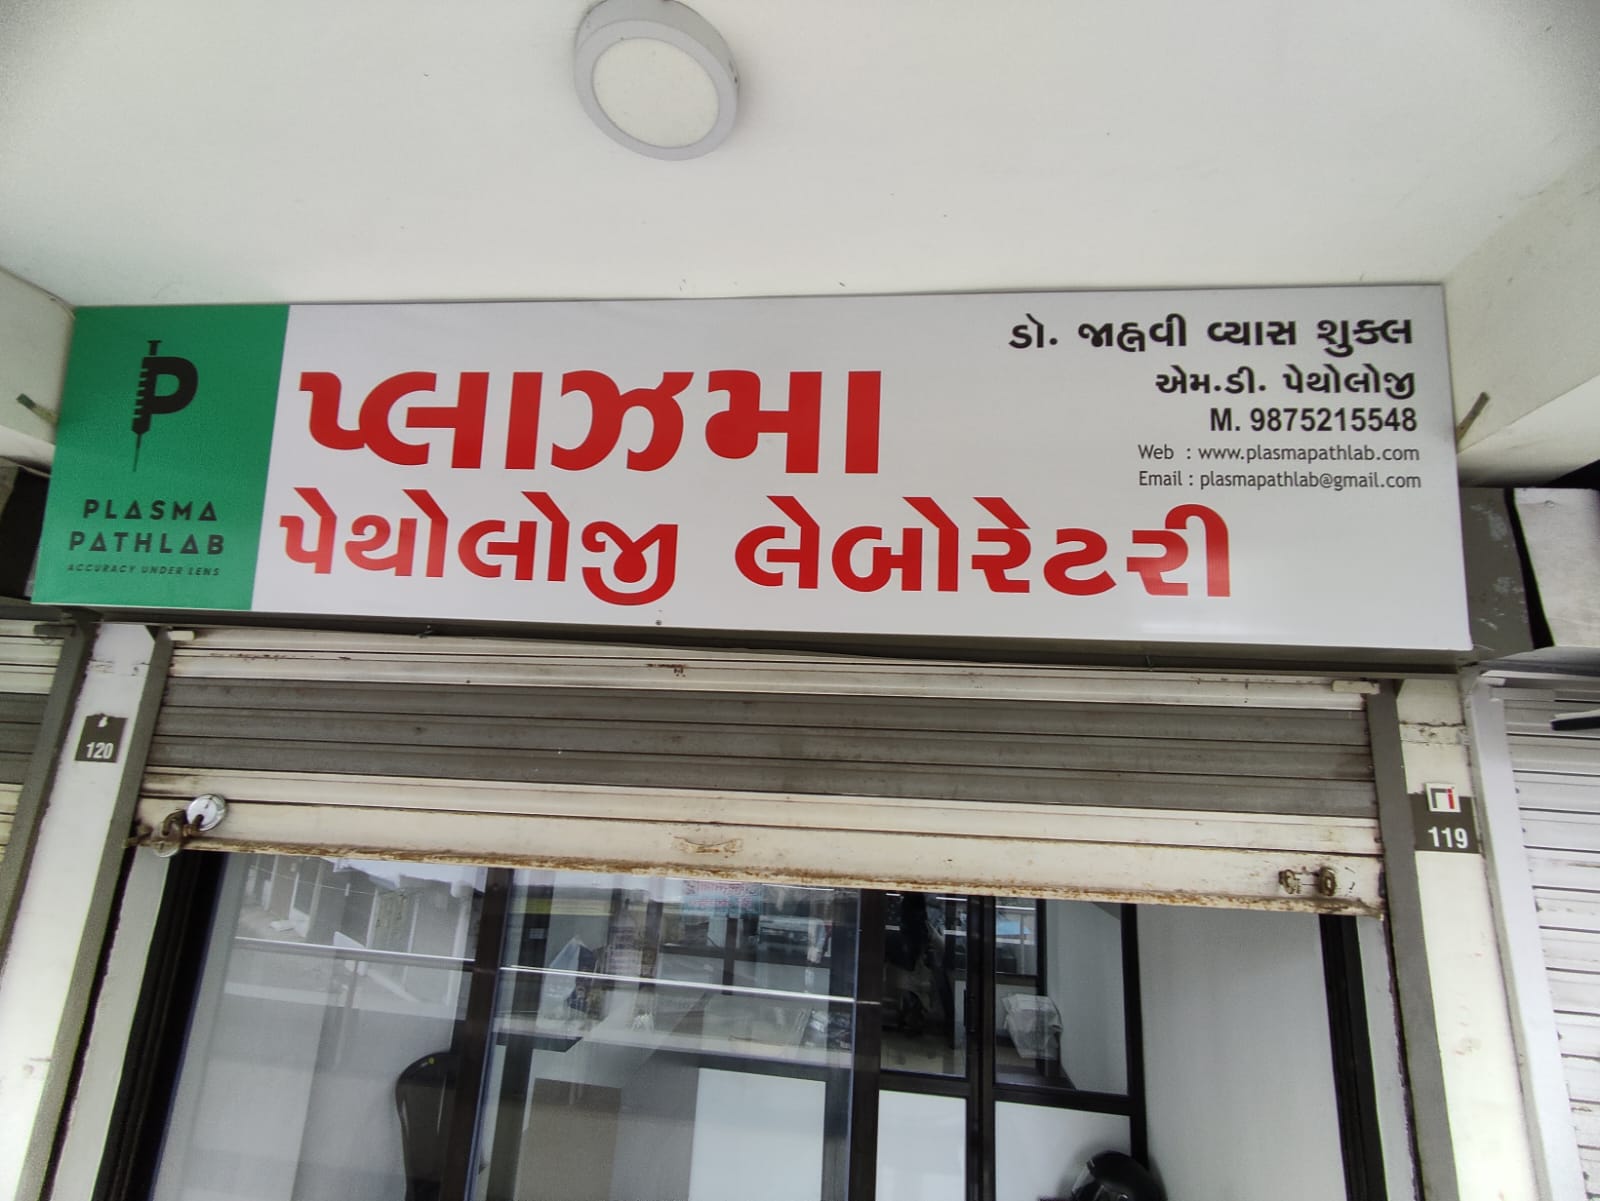 PLASMA
PATHLAB
ACCURACY UNDER LENS
પ્લાઝમા
પેથોલોજી લેબોરેટરી
ડો. જાહ્નવી વ્યાસ શુક્લ
એમ.ડી. પેથોલોજી
M. 9875215548
Web : www.plasmapathlab.com
Email : plasmapathlab@gmail.com
120
119